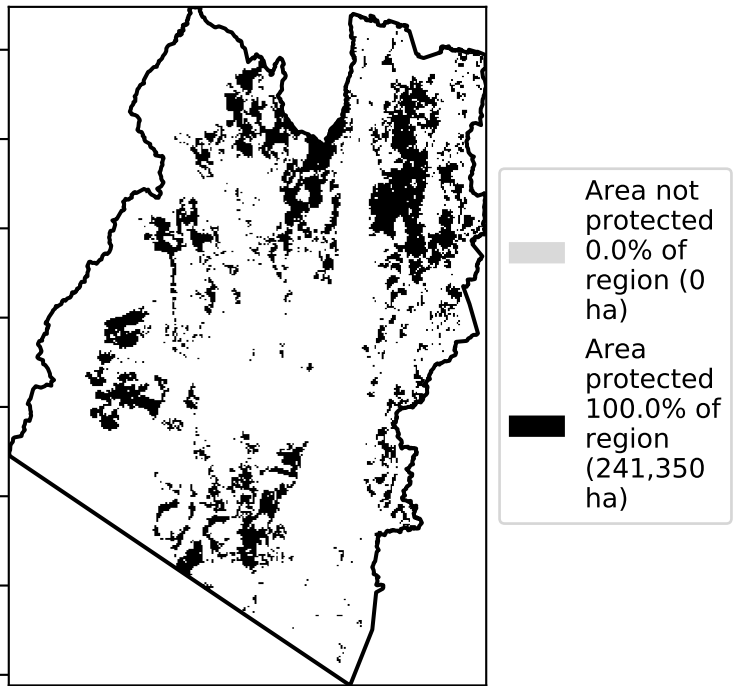 Area not
protected
0.0% of
region (0
ha)
Area
protected
100.0% of
region
(241,350
ha)